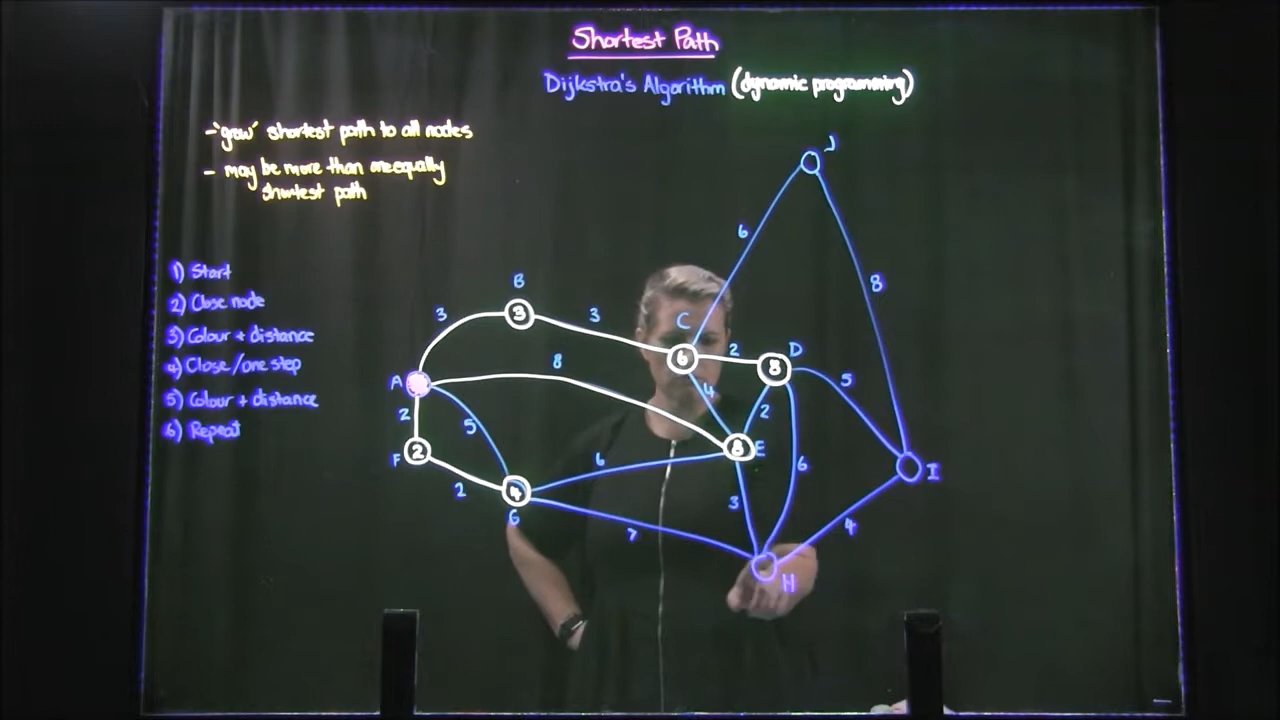 Shortest Path
Dijkstra's Algorithm (dynamic programming)
-"grow" shortest path to all nodes
- may be more than one equally
shortest path
1) Start
2) Close node
3) Colour + distance
4) Close/one step
5) Colour + distance
6) Repeat
J
6
8
B
3
3
3
C
6
2
D
8
A
8
4
5
2
5
2
F
2
2
4
G
6
8
E
3
6
I
7
4
H